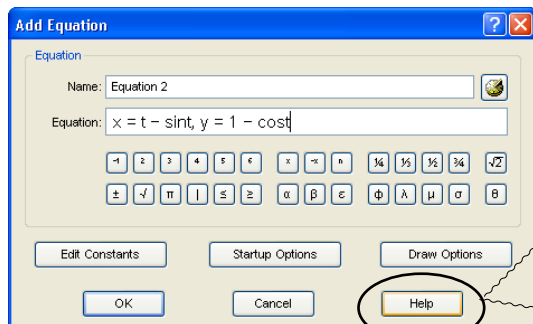 Add Equation
Equation
Name: Equation 2
Equation: x = t – sint, y = 1 – cost
-1 2 3 4 5 6 x -x n ¼ ⅓ ½ ¾ √2
± √ π | ≤ ≥ α β ε φ λ μ σ θ
Edit Constants Startup Options Draw Options
OK Cancel Help